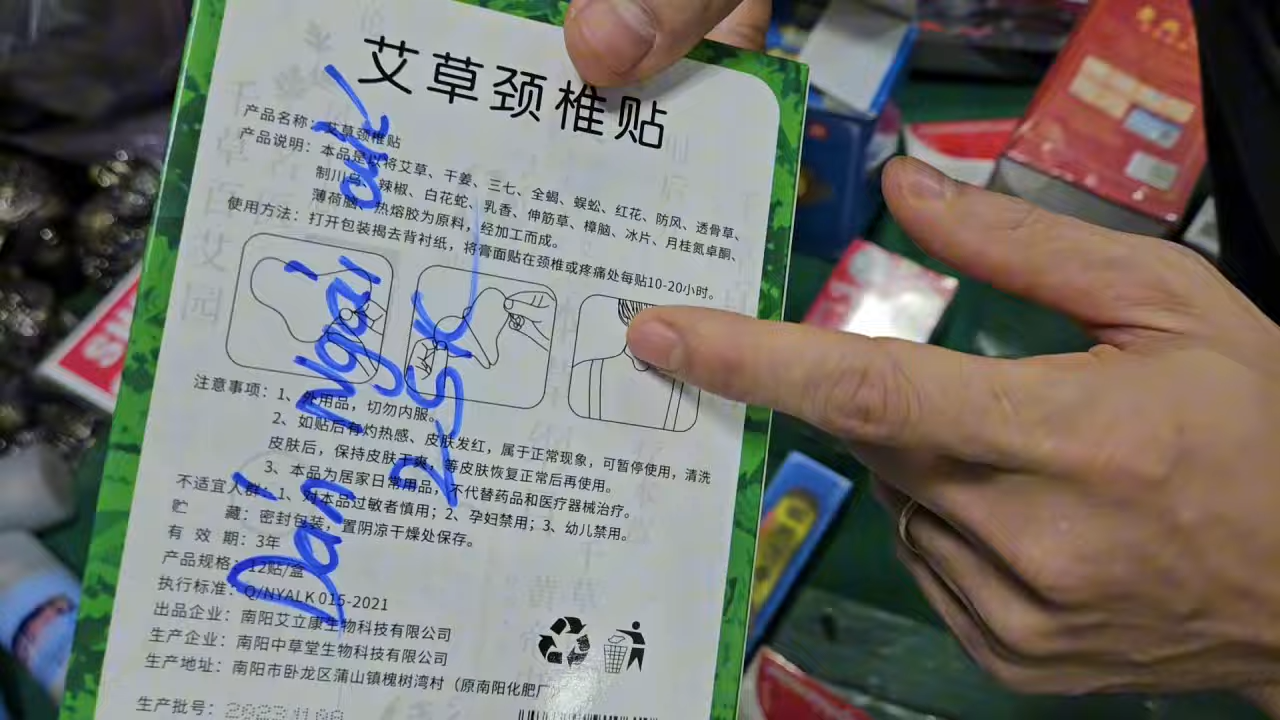 艾草颈椎贴
产品名称：艾草颈椎贴
产品说明：本品是以将艾草、干姜、三七、全蝎、蜈蚣、红花、防风、透骨草、
制川乌、辣椒、白花蛇、乳香、伸筋草、樟脑、冰片、月桂氮卓酮、
薄荷脑、热熔胶为原料，经加工而成。
使用方法：打开包装揭去背衬纸，将膏面贴在颈椎或疼痛处每贴10-20小时。
注意事项：1、外用品，切勿内服。
2、如贴后有灼热感、皮肤发红，属于正常现象，可暂停使用，清洗
皮肤后，保持皮肤干爽，等皮肤恢复正常后再使用。
3、本品为居家日常用品，不代替药品和医疗器械治疗。
不适宜人群：1、对本品过敏者慎用；2、孕妇禁用；3、幼儿禁用。
贮 藏：密封包装，置阴凉干燥处保存。
有 效 期：3年
产品规格：12贴/盒
执行标准：Q/NYALK 015-2021
出品企业：南阳艾立康生物科技有限公司
生产企业：南阳中草堂生物科技有限公司
生产地址：南阳市卧龙区蒲山镇槐树湾村（原南阳化肥厂
生产批号：
Dán Ngải
25K